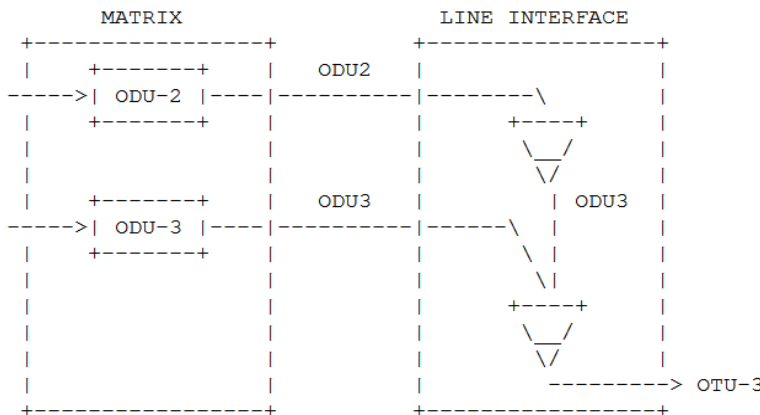 MATRIX LINE INTERFACE
ODU2
ODU-2
ODU3 ODU3
ODU-3
OTU-3